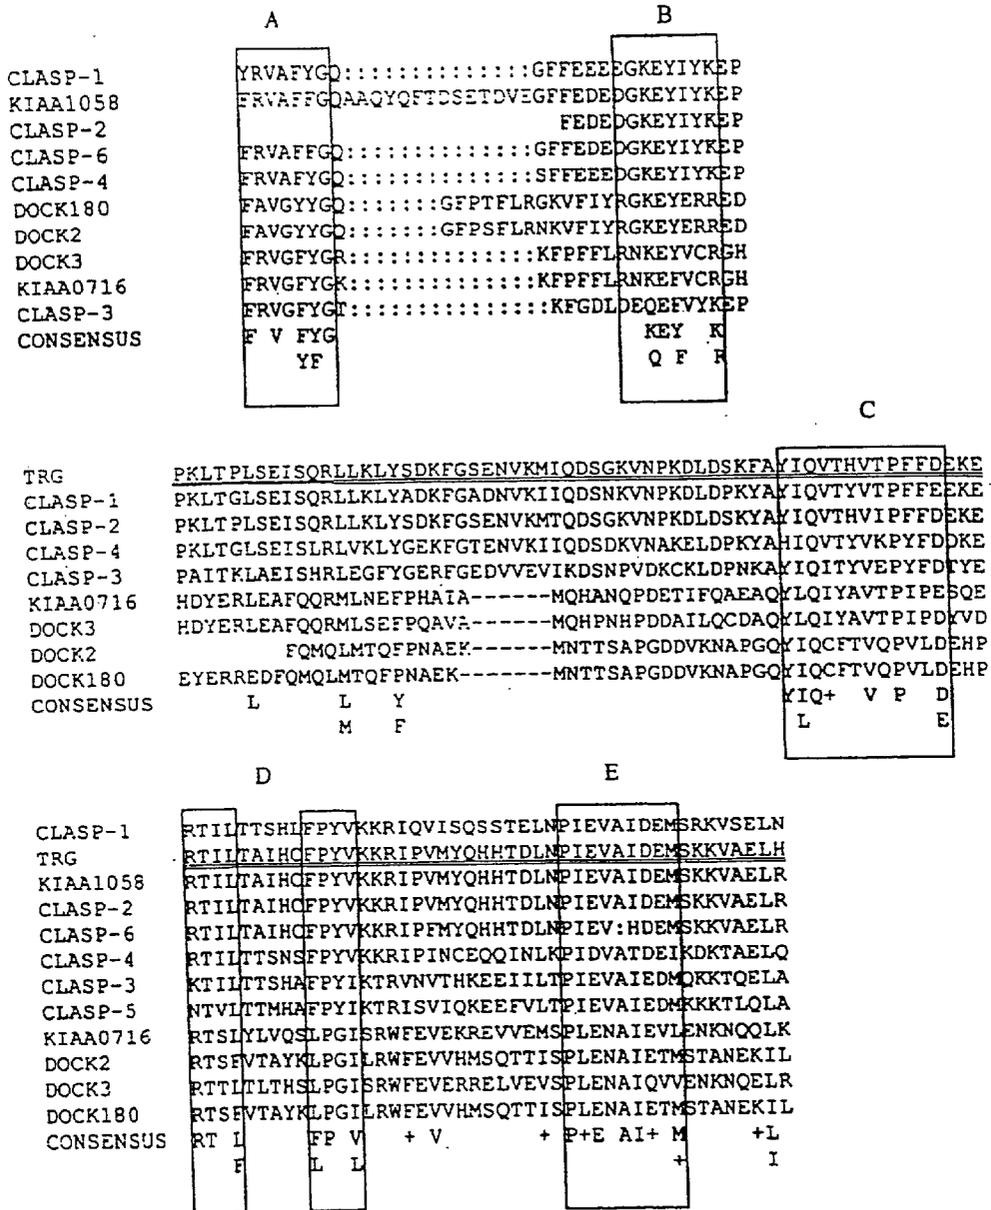 A B
CLASP-1 YRVAFYGQ::::::::::::::GFFEEEEGKEYIYKEP
KIAA1058 FRVAFFGQAAQYQFTDSETDVEGFFEDEDGKEYIYKEP
CLASP-2 FEDEDGKEYIYKEP
CLASP-6 FRVAFFGQ::::::::::::::GFFEDEDGKEYIYKEP
CLASP-4 FRVAFYGQ::::::::::::::SFFEEEDGKEYIYKEP
DOCK180 FAVGYYGQ:::::::GFPTFLRGKVFIYRGKEYERRED
DOCK2 FAVGYYGQ:::::::GFPSFLRNKVFIYRGKEYERRED
DOCK3 FRVGFYGK::::::::::::::KFPFFLRNKEYVCRGH
KIAA0716 FRVGFYGK::::::::::::::KFPFFLRNKEFVCRGH
CLASP-3 FRVGFYGT:::::::::::::::KFGDLDEQEFVYKEP
CONSENSUS F V FYG KEY K
YF Q F R
C
TRG PKLTPLSEISQRLLKLYSDKFGSENVKMIQDSGKVNPKDLDSKFAYIQVTHVTPFFDEKE
CLASP-1 PKLTGLSEISQRLLKLYADKFGADNVKIIQDSNKVNPKDLDPKYAYIQVTYVTPFFEEKE
CLASP-2 PKLTPLSEISQRLLKLYSDKFGSENVKMTQDSGKVNPKDLDSKYAYIQVTHVIPFFDEKE
CLASP-4 PKLTGLSEISLRLVKLYGEKFGTENVKIIQDSDKVNAKELDPKYAHIQVTYVKPYFDDKE
CLASP-3 PAITKLAEISHRLEGFYGERFGEDVVEVIKDSNPVDKCKLDPNKAYIQITYVEPYFDTYE
KIAA0716 HDYERLEAFQQRMLNEFPHAIA------MQHANQPDETIFQAEAQYLQIYAVTPIPESQE
DOCK3 HDYERLEAFQQRMLSEFPQAVA------MQHPNHPDDAILQCDAQYLQIYAVTPIPDYVD
DOCK2 FQMQLMTQFPNAEK------MNTTSAPGDDVKNAPGQYIQCFTVQPVLDEHP
DOCK180 EYERREDFQMQLMTQFPNAEK------MNTTSAPGDDVKNAPGQYIQCFTVQPVLDEHP
CONSENSUS L L Y YIQ+ V P D
M F L E
D E
CLASP-1 RTILTTSHLFPYVKKRIQVISQSSTELNPIEVAIDEMSRKVSELN
TRG RTILTAIHCFPYVKKRIPVMYQHHTDLNPIEVAIDEMSKKVAELH
KIAA1058 RTILTAIHCFPYVKKRIPVMYQHHTDLNPIEVAIDEMSKKVAELR
CLASP-2 RTILTAIHCFPYVKKRIPVMYQHHTDLNPIEVAIDEMSKKVAELR
CLASP-6 RTILTAIHCFPYVKKRIPFMYQHHTDLNPIEV:HDEMSKKVAELR
CLASP-4 RTILTTSNSFPYVKKRIPINCEQQINLKPIDVATDEIKDKTAELQ
CLASP-3 KTILTTSHAFPYIKTRVNVTHKEEIILTPIEVAIEDMQKKTQELA
CLASP-5 NTVLTTMHAFPYIKTRISVIQKEEFVLTPIEVAIEDMKKKTLQLA
KIAA0716 RTSLYLVQSLPGISRWFEVEKREVVEMSPLENAIEVLENKNQQLK
DOCK2 RTSFVTAYKLPGILRWFEVVHMSQTTISPLENAIETMSTANEKIL
DOCK3 RTTLTLTHSLPGISRWFEVERRELVEVSPLENAIQVVENKNQELR
DOCK180 RTSFVTAYKLPGILRWFEVVHMSQTTISPLENAIETMSTANEKIL
CONSENSUS RT L FP V + V + P+E AI+ M +L
F L I + I